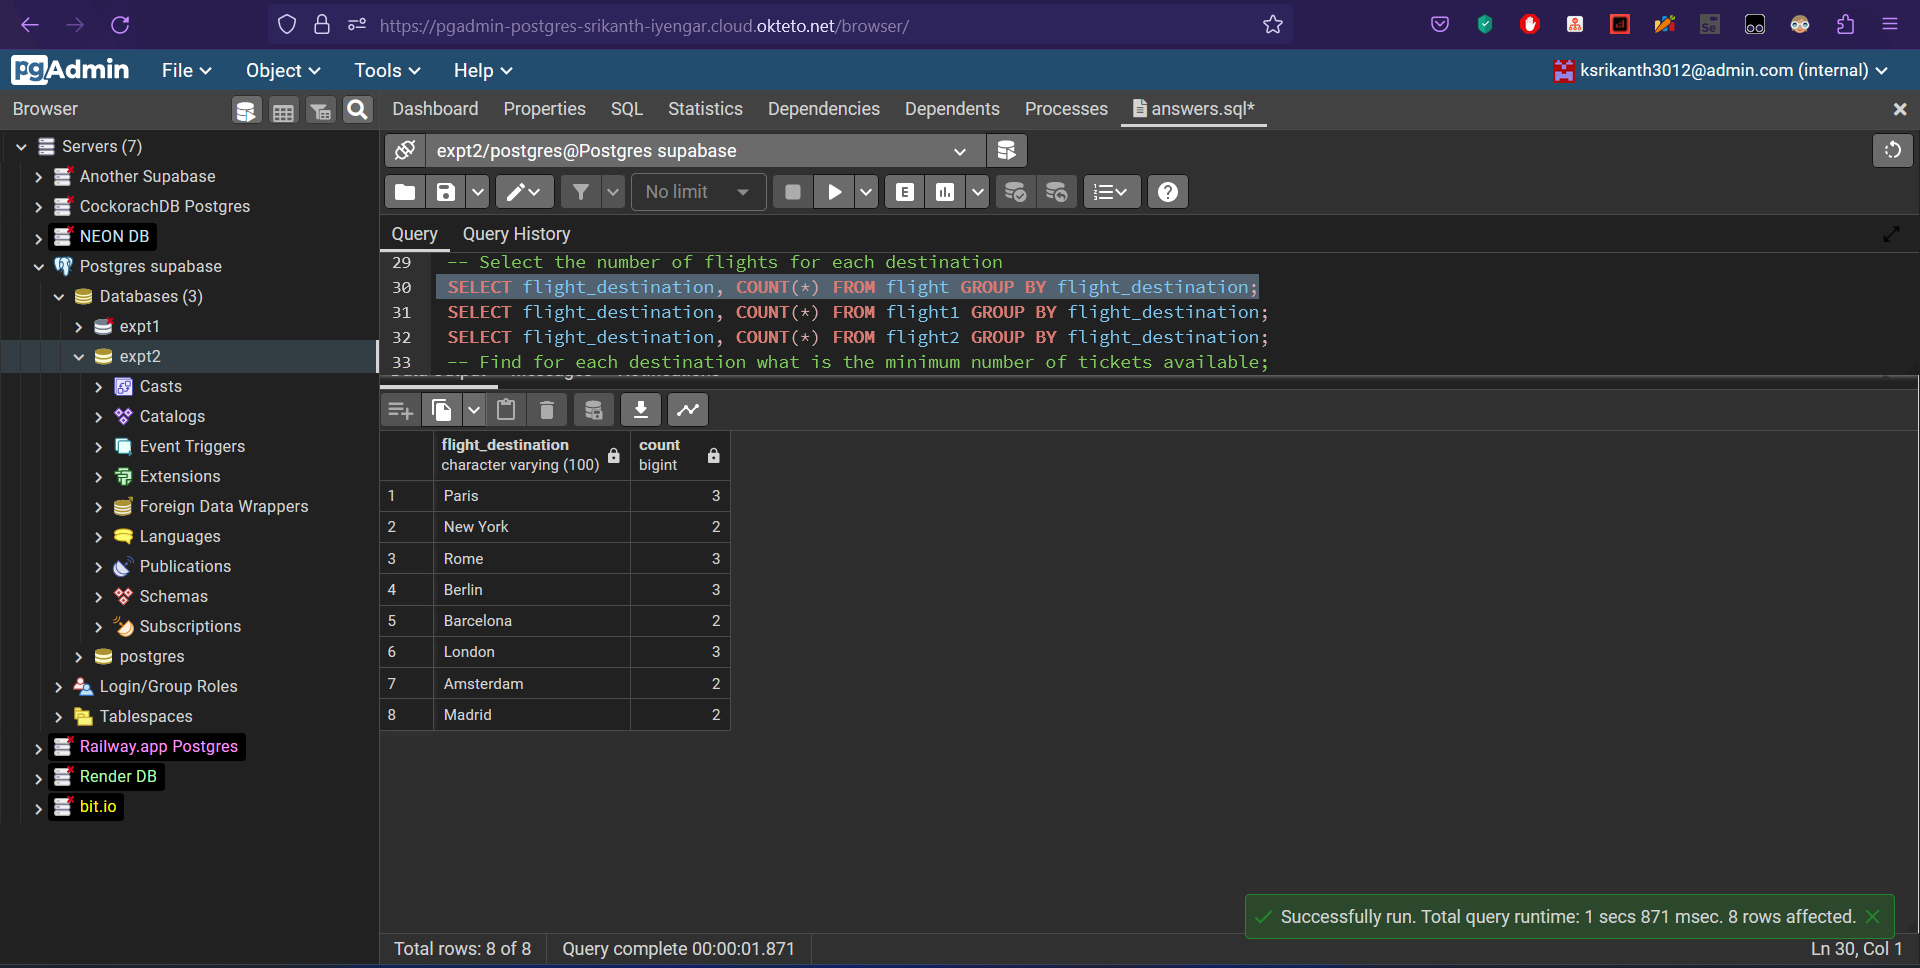 https://pgadmin-postgres-srikanth-iyengar.cloud.okteto.net/browser/
pgAdmin File Object Tools Help ksrikanth3012@admin.com (internal)
Browser
Dashboard Properties SQL Statistics Dependencies Dependents Processes answers.sql*
Servers (7)
Another Supabase
CockorachDB Postgres
NEON DB
Postgres supabase
Databases (3)
expt1
expt2
Casts
Catalogs
Event Triggers
Extensions
Foreign Data Wrappers
Languages
Publications
Schemas
Subscriptions
postgres
Login/Group Roles
Tablespaces
Railway.app Postgres
Render DB
bit.io
expt2/postgres@Postgres supabase
No limit
E
Query Query History
29 -- Select the number of flights for each destination
30 SELECT flight_destination, COUNT(*) FROM flight GROUP BY flight_destination;
31 SELECT flight_destination, COUNT(*) FROM flight1 GROUP BY flight_destination;
32 SELECT flight_destination, COUNT(*) FROM flight2 GROUP BY flight_destination;
33 -- Find for each destination what is the minimum number of tickets available;
flight_destination count
character varying (100) bigint
1 Paris 3
2 New York 2
3 Rome 3
4 Berlin 3
5 Barcelona 2
6 London 3
7 Amsterdam 2
8 Madrid 2
Successfully run. Total query runtime: 1 secs 871 msec. 8 rows affected.
Total rows: 8 of 8 Query complete 00:00:01.871 Ln 30, Col 1